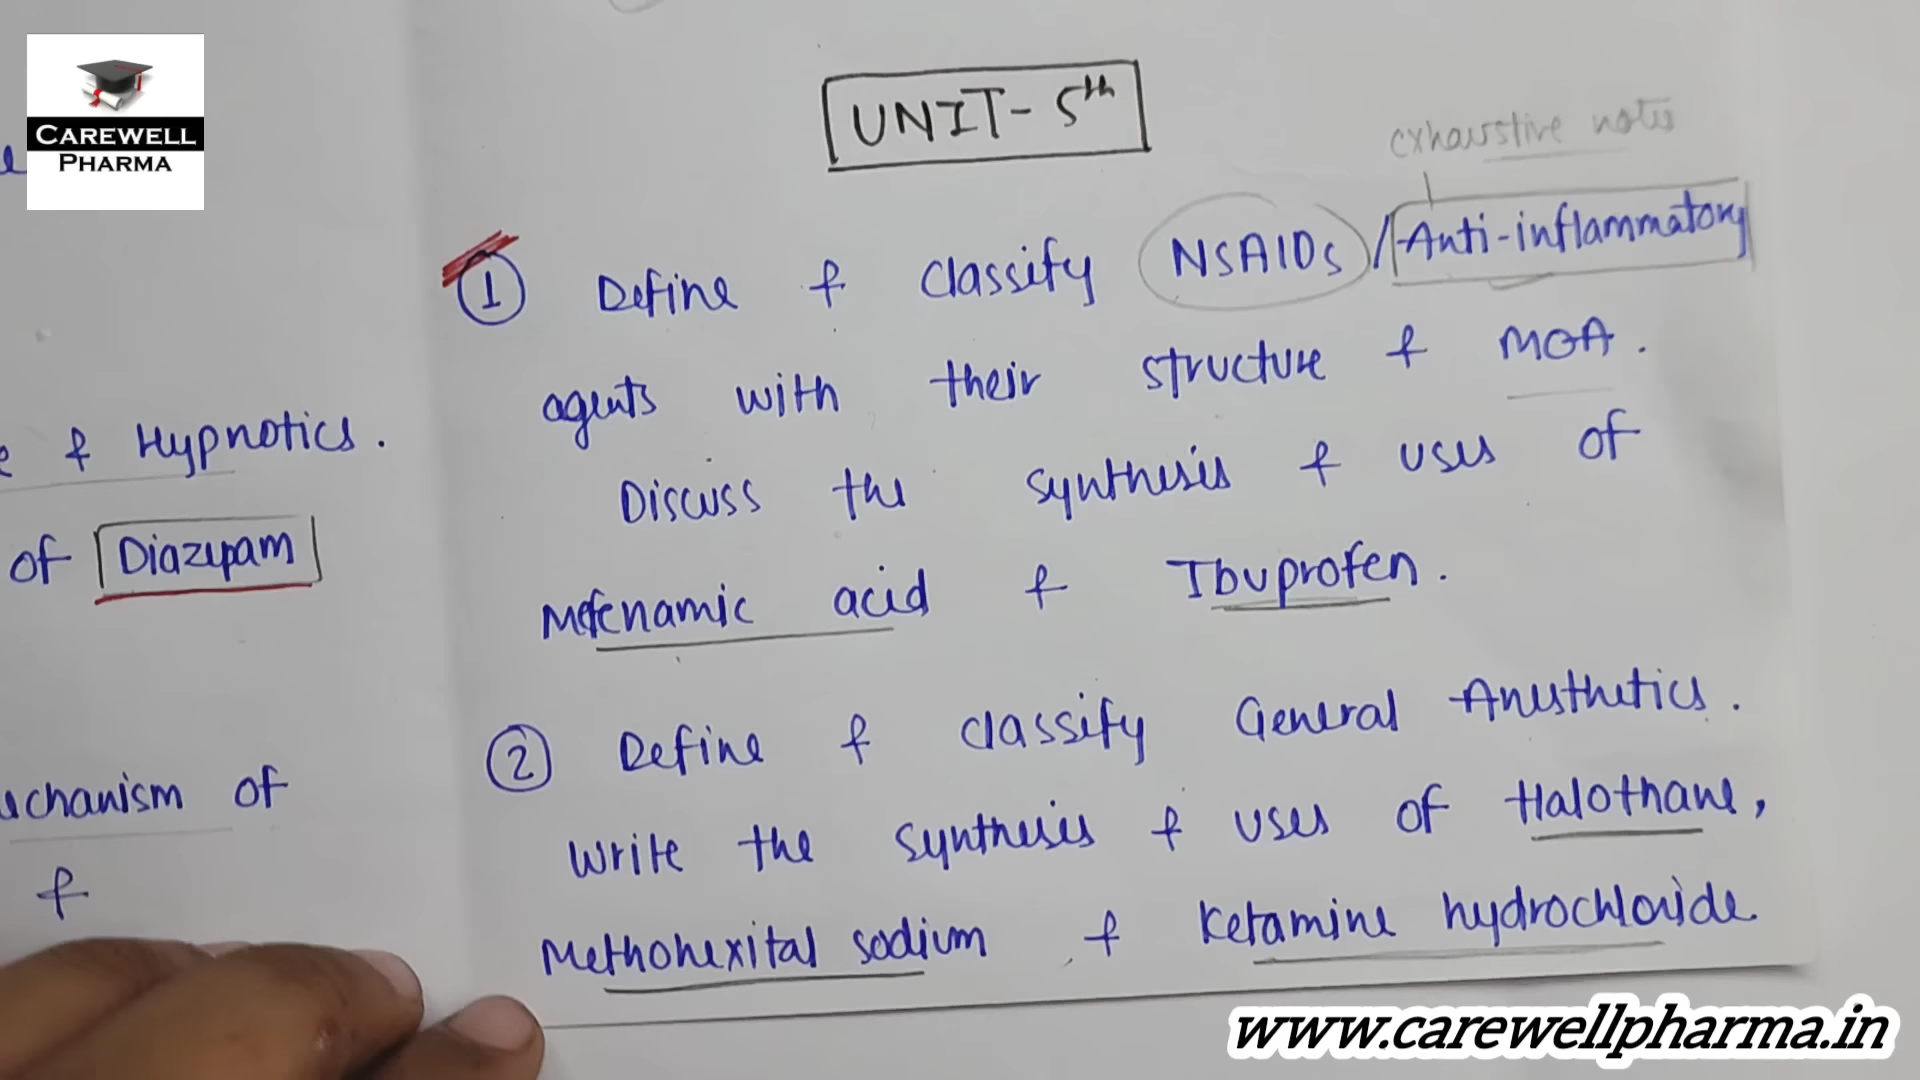 CAREWELL
PHARMA
UNIT- 5th
exhaustive notes
① Define & classify NSAIDs / Anti-inflammatory
agents with their structure & MOA.
Discuss the synthesis & uses of
Mefenamic acid & Ibuprofen.
② Define & classify General Anesthetics.
Write the synthesis & uses of Halothane,
Methohexital sodium & Ketamine hydrochloride
& Hypnotics.
of Diazepam
of
&
www.carewellpharma.in